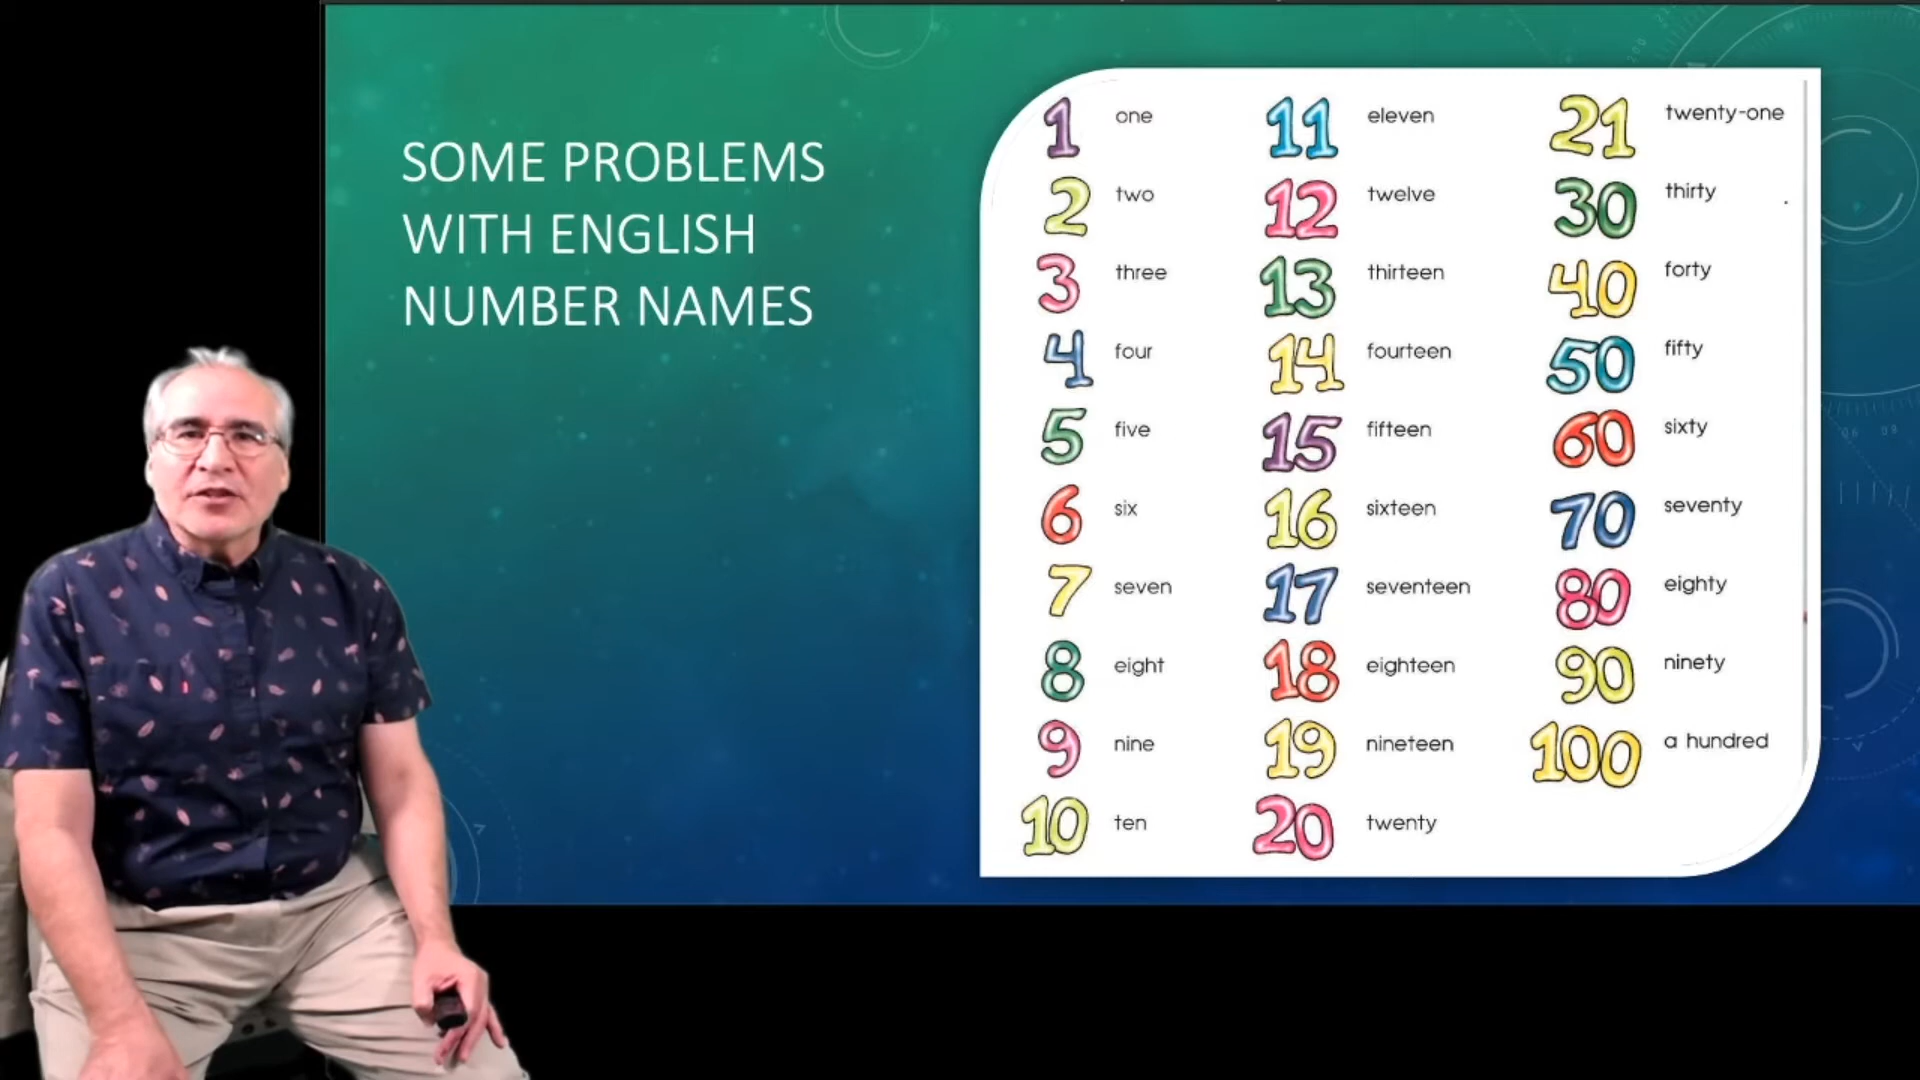 SOME PROBLEMS
WITH ENGLISH
NUMBER NAMES
1 one
2 two
3 three
4 four
5 five
6 six
7 seven
8 eight
9 nine
10 ten
11 eleven
12 twelve
13 thirteen
14 fourteen
15 fifteen
16 sixteen
17 seventeen
18 eighteen
19 nineteen
20 twenty
21 twenty-one
30 thirty
40 forty
50 fifty
60 sixty
70 seventy
80 eighty
90 ninety
100 a hundred